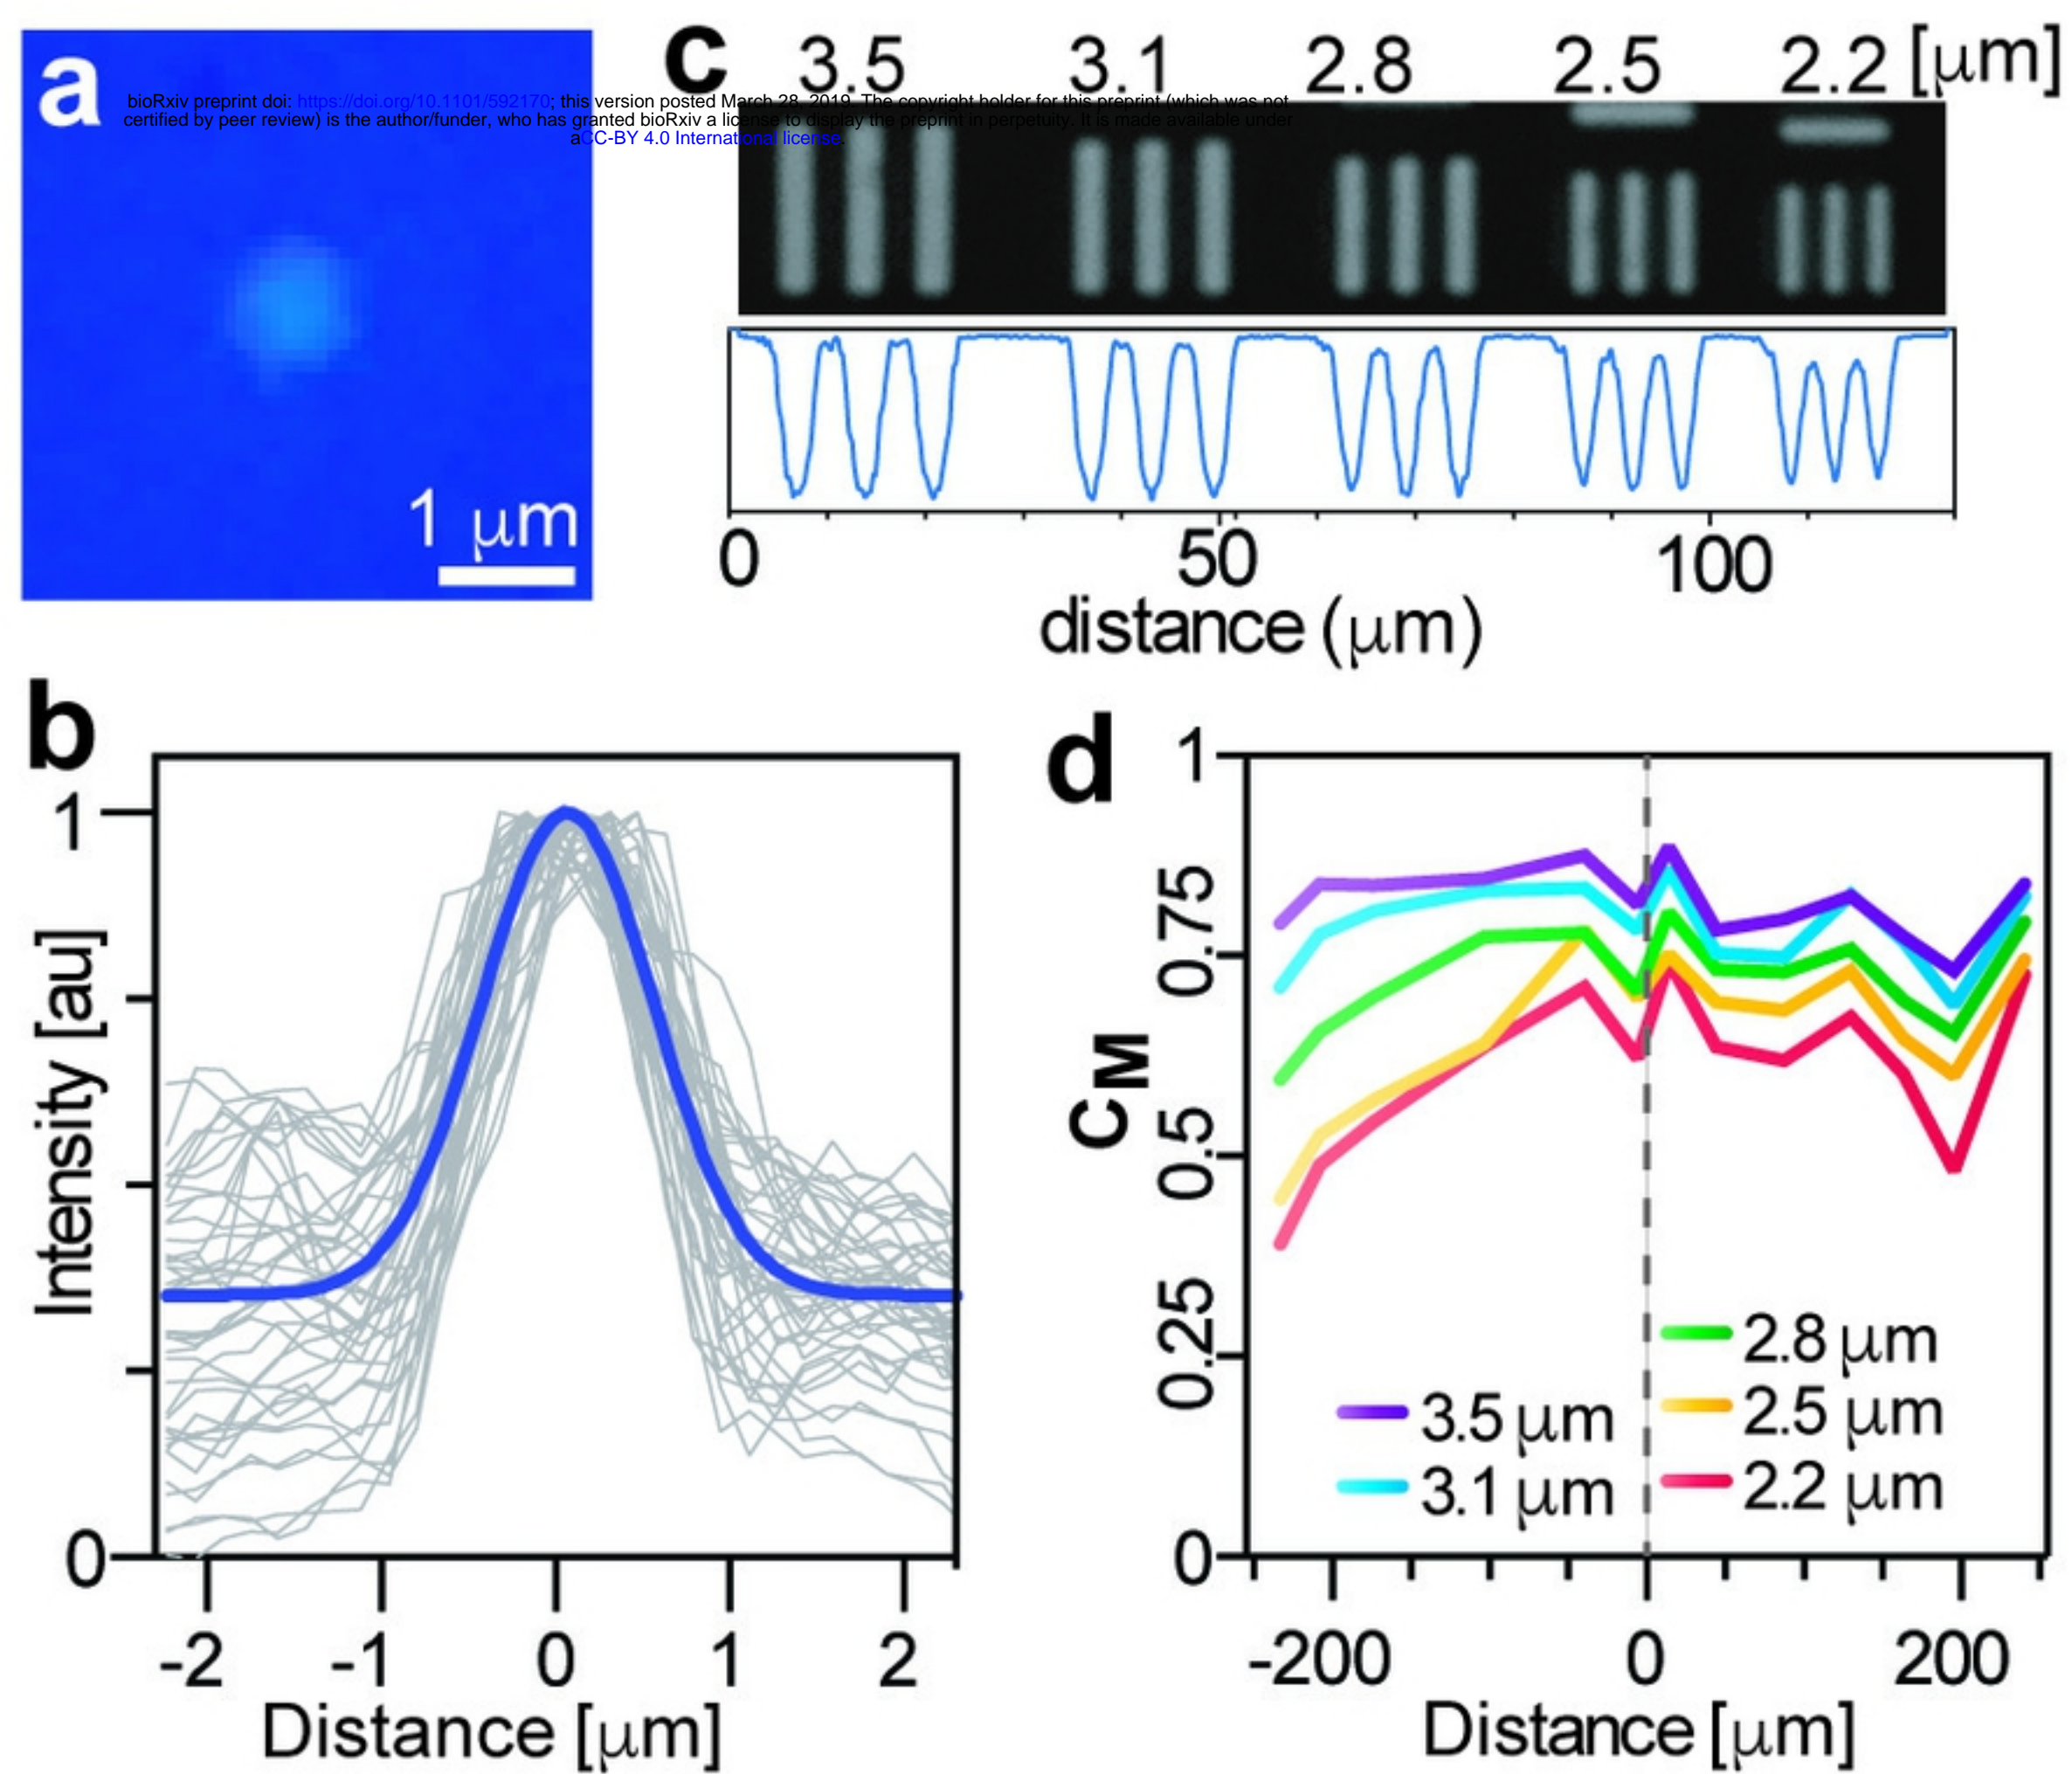 a
bioRxiv preprint doi: https://doi.org/10.1101/592170; this version posted March 28, 2019. The copyright holder for this preprint (which was not
certified by peer review) is the author/funder, who has granted bioRxiv a license to display the preprint in perpetuity. It is made available under
aCC-BY 4.0 International license.
1 μm
c 3.5 3.1 2.8 2.5 2.2 [μm]
0 50 100
distance (μm)
b
1
0
Intensity [au]
-2 -1 0 1 2
Distance [μm]
d
1
0.75
0.5
0.25
0
CM
3.5 μm
3.1 μm
2.8 μm
2.5 μm
2.2 μm
-200 0 200
Distance [μm]